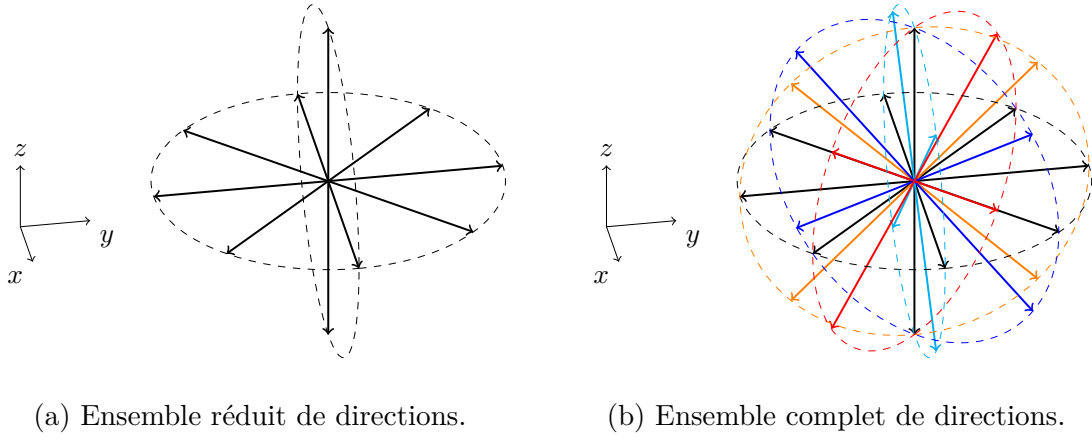 z
y
x
z
y
x
(a) Ensemble réduit de directions.
(b) Ensemble complet de directions.